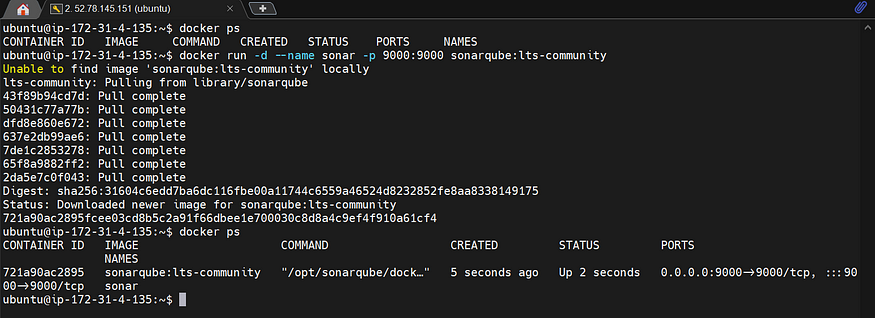 2. 52.78.145.151 (ubuntu)
ubuntu@ip-172-31-4-135:~$ docker ps
CONTAINER ID   IMAGE     COMMAND   CREATED   STATUS    PORTS     NAMES
ubuntu@ip-172-31-4-135:~$ docker run -d --name sonar -p 9000:9000 sonarqube:lts-community
Unable to find image 'sonarqube:lts-community' locally
lts-community: Pulling from library/sonarqube
43f89b94cd7d: Pull complete
50431c77a77b: Pull complete
dfd8e860e672: Pull complete
637e2db99ae6: Pull complete
7de1c2853278: Pull complete
65f8a9882ff2: Pull complete
2da5e7c0f043: Pull complete
Digest: sha256:31604c6edd7ba6dc116fbe00a11744c6559a46524d8232852fe8aa8338149175
Status: Downloaded newer image for sonarqube:lts-community
721a90ac2895fcee03cd8b5c2a91f66dbee1e700030c8d8a4c9ef4f910a61cf4
ubuntu@ip-172-31-4-135:~$ docker ps
CONTAINER ID   IMAGE                     COMMAND                  CREATED         STATUS         PORTS
               NAMES
721a90ac2895   sonarqube:lts-community   "/opt/sonarqube/dock…"   5 seconds ago   Up 2 seconds   0.0.0.0:9000->9000/tcp, :::90
00->9000/tcp   sonar
ubuntu@ip-172-31-4-135:~$